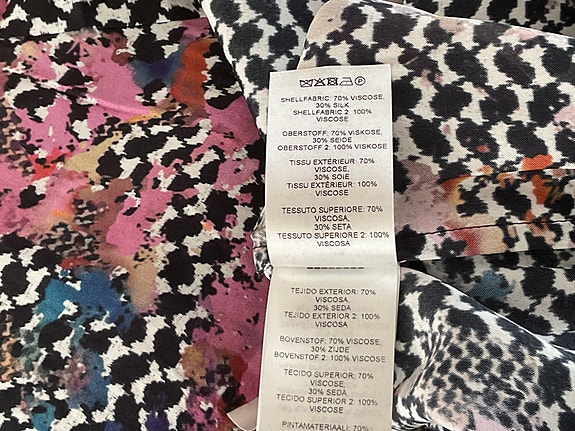 SHELLFABRIC: 70% VISCOSE,
30% SILK
SHELLFABRIC 2: 100%
VISCOSE
OBERSTOFF: 70% VISKOSE,
30% SEIDE
OBERSTOFF 2: 100% VISKOSE
TISSU EXTÉRIEUR: 70%
VISCOSE,
30% SOIE
TISSU EXTÉRIEUR: 100%
VISCOSE
TESSUTO SUPERIORE: 70%
VISCOSA,
30% SETA
TESSUTO SUPERIORE 2: 100%
VISCOSA
TEJIDO EXTERIOR: 70%
VISCOSA,
30% SEDA
TEJIDO EXTERIOR 2: 100%
VISCOSA
BOVENSTOF: 70% VISCOSE,
30% ZIJDE
BOVENSTOF 2: 100% VISCOSE
TECIDO SUPERIOR: 70%
VISCOSE,
30% SEDA
TECIDO SUPERIOR 2: 100%
VISCOSE
PINTAMATERIAALI: 70%